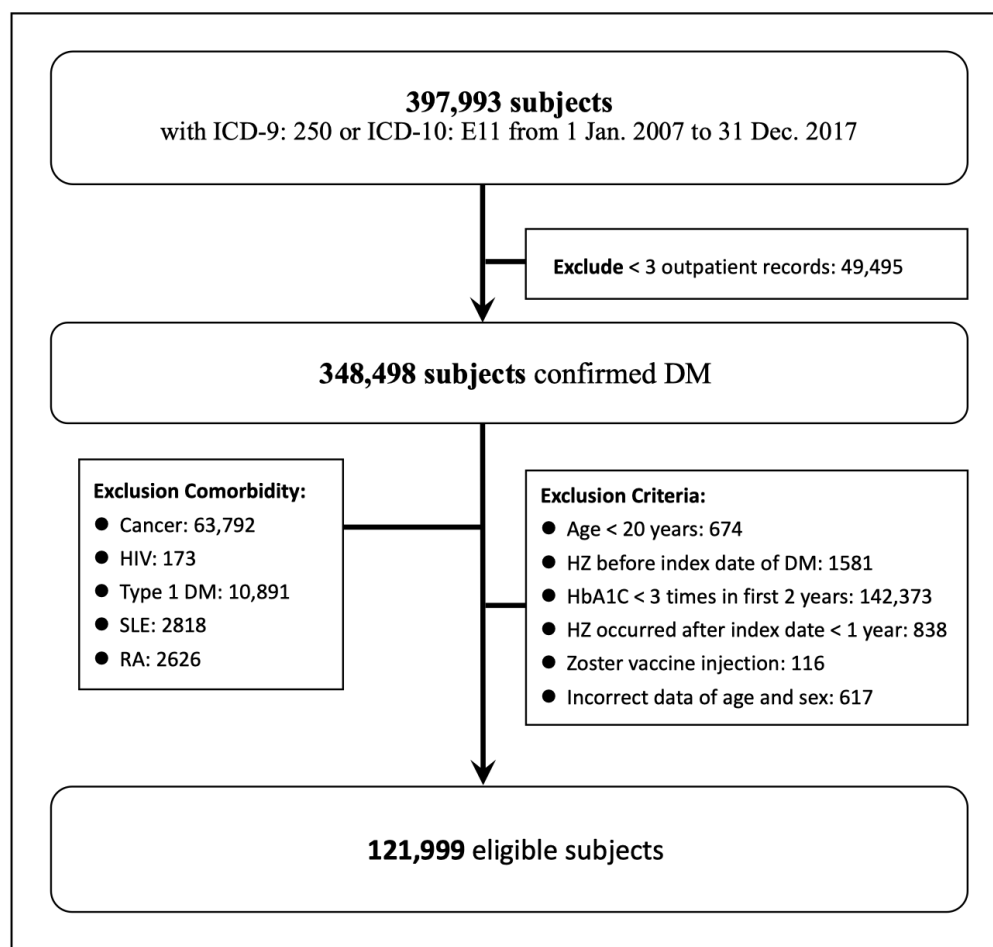 397,993 subjects
with ICD-9: 250 or ICD-10: E11 from 1 Jan. 2007 to 31 Dec. 2017
Exclude < 3 outpatient records: 49,495
348,498 subjects confirmed DM
Exclusion Comorbidity:
● Cancer: 63,792
● HIV: 173
● Type 1 DM: 10,891
● SLE: 2818
● RA: 2626
Exclusion Criteria:
● Age < 20 years: 674
● HZ before index date of DM: 1581
● HbA1C < 3 times in first 2 years: 142,373
● HZ occurred after index date < 1 year: 838
● Zoster vaccine injection: 116
● Incorrect data of age and sex: 617
121,999 eligible subjects